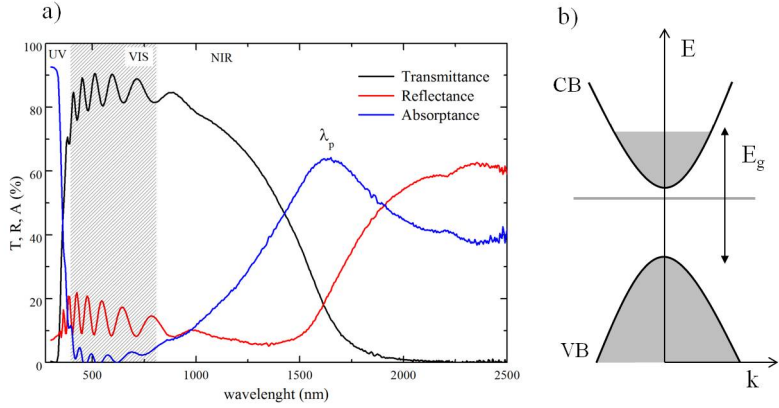 a)
UV
VIS
NIR
100
80
60
40
20
0
T, R, A (%)
Transmittance
Reflectance
Absorptance
λp
500
1000
1500
2000
2500
wavelenght (nm)
b)
E
CB
Eg
VB
k